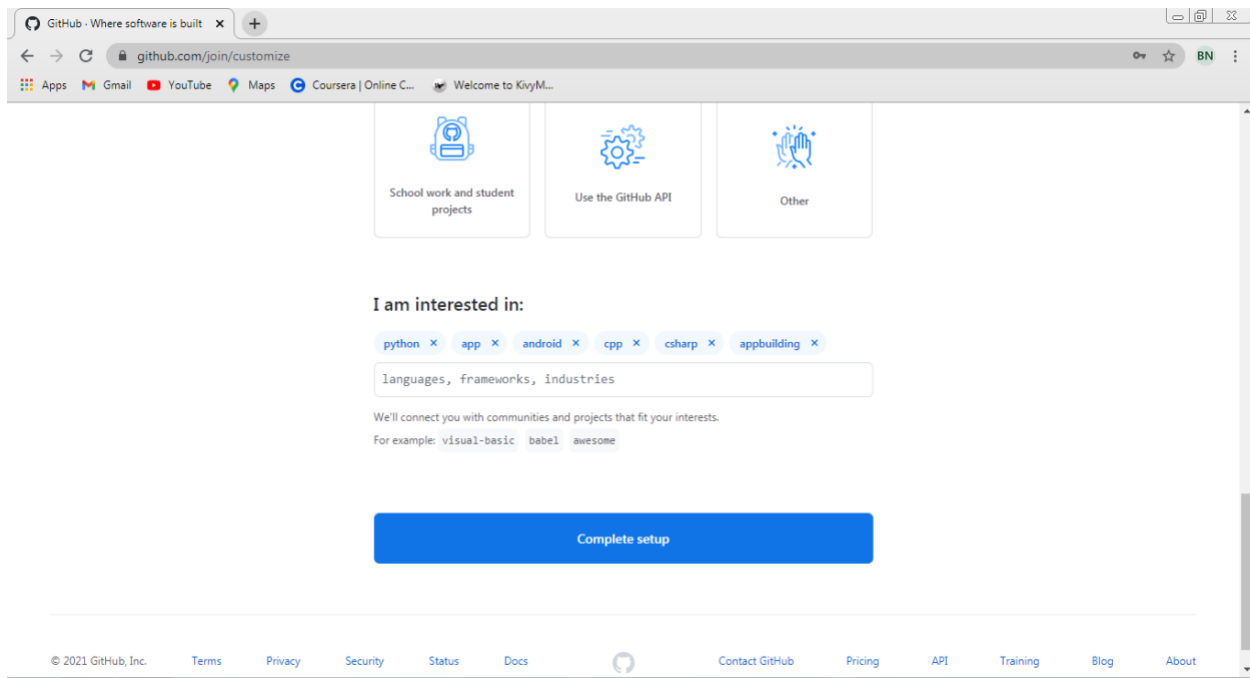 GitHub · Where software is built
github.com/join/customize
BN
Apps Gmail YouTube Maps Coursera | Online C... Welcome to KivyM...
School work and student
projects
Use the GitHub API
Other
I am interested in:
python × app × android × cpp × csharp × appbuilding ×
languages, frameworks, industries
We'll connect you with communities and projects that fit your interests.
For example: visual-basic babel awesome
Complete setup
© 2021 GitHub, Inc. Terms Privacy Security Status Docs Contact GitHub Pricing API Training Blog About